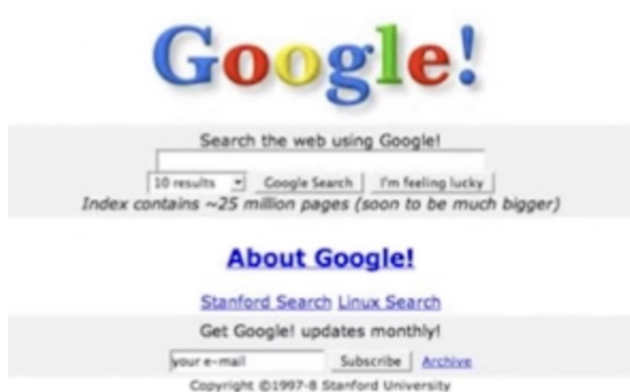 Google!
Search the web using Google!
10 results Google Search I'm feeling lucky
Index contains ~25 million pages (soon to be much bigger)
About Google!
Stanford Search Linux Search
Get Google! updates monthly!
your e-mail Subscribe Archive
Copyright ©1997-8 Stanford University